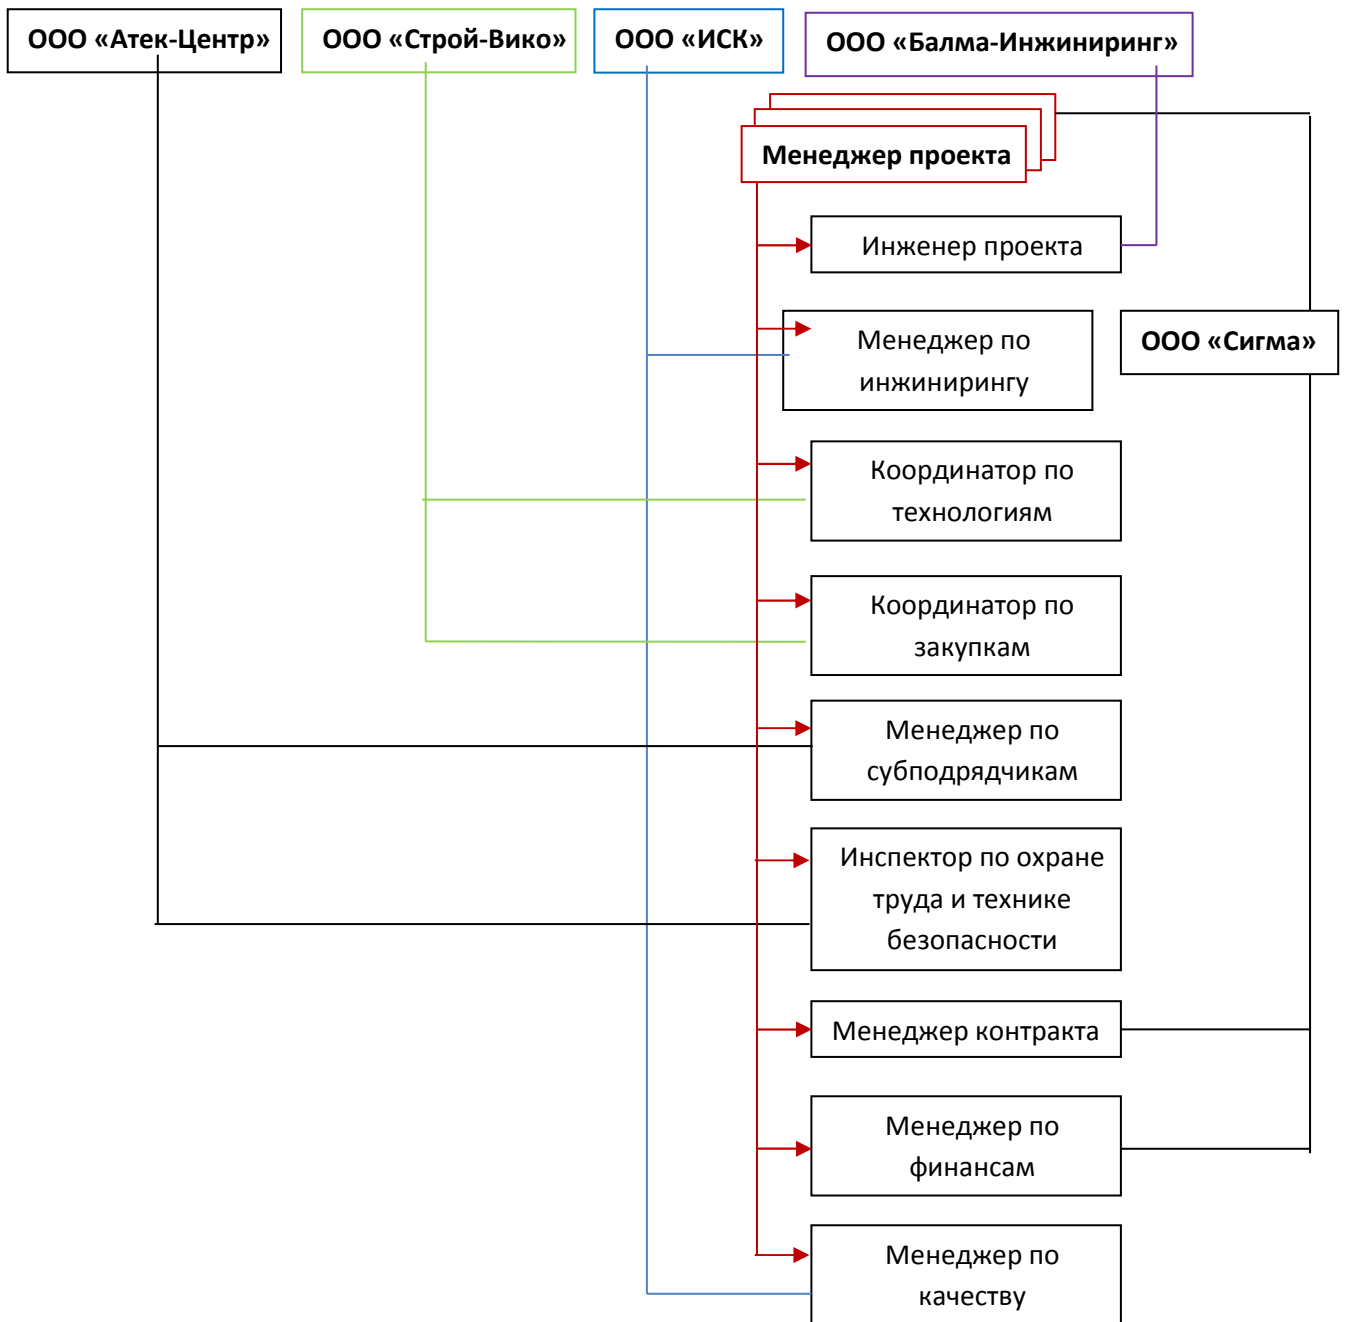 ООО «Атек-Центр»
ООО «Строй-Вико»
ООО «ИСК»
ООО «Балма-Инжиниринг»
Менеджер проекта
Инженер проекта
Менеджер по
инжинирингу
ООО «Сигма»
Координатор по
технологиям
Координатор по
закупкам
Менеджер по
субподрядчикам
Инспектор по охране
труда и технике
безопасности
Менеджер контракта
Менеджер по
финансам
Менеджер по
качеству